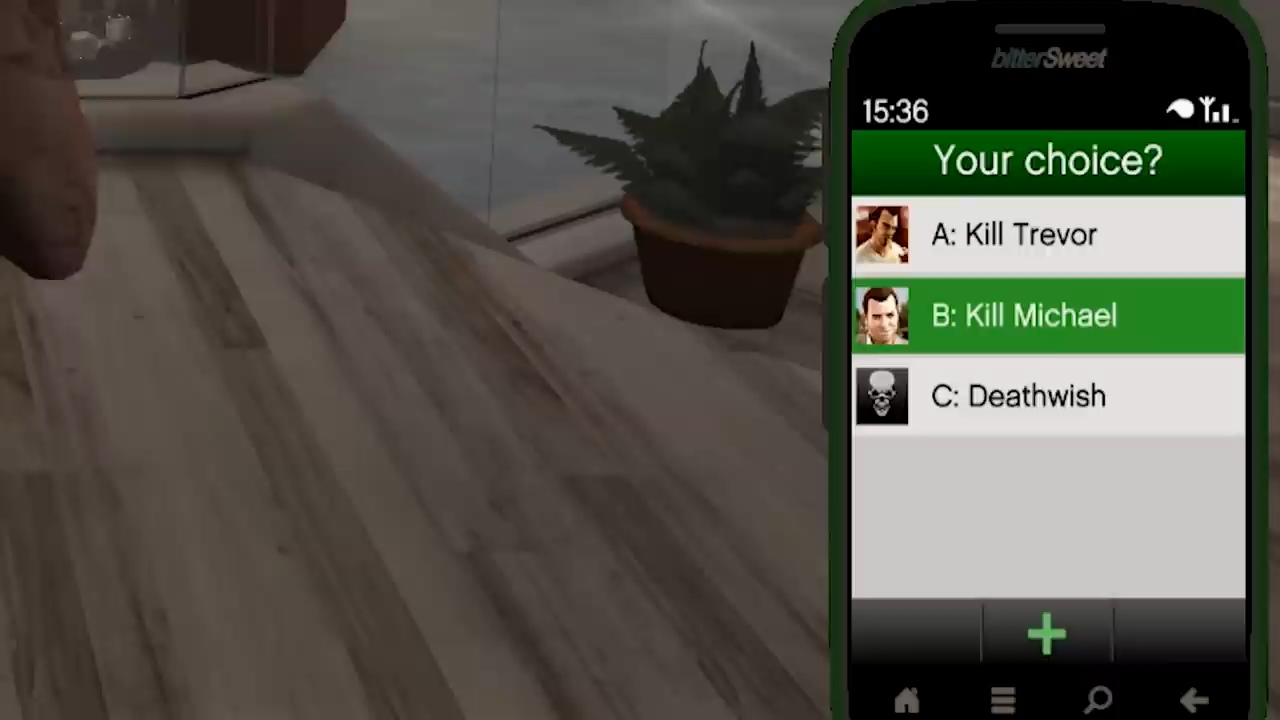 bitterSweet
15:36
Your choice?
A: Kill Trevor
B: Kill Michael
C: Deathwish